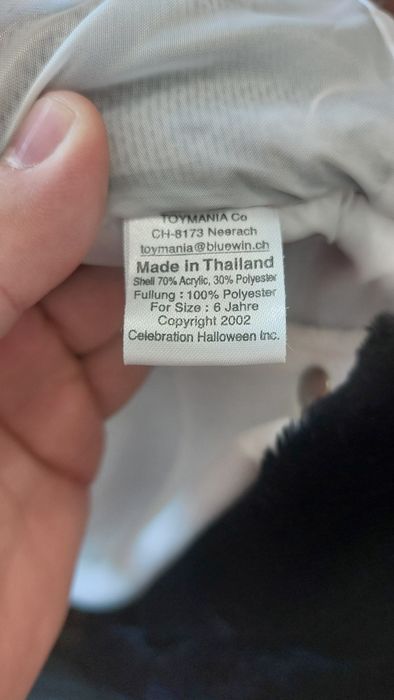 TOYMANIA Co
CH-8173 Neerach
toymania@bluewin.ch
Made in Thailand
Shell 70% Acrylic, 30% Polyester
Fullung : 100% Polyester
For Size : 6 Jahre
Copyright 2002
Celebration Halloween Inc.